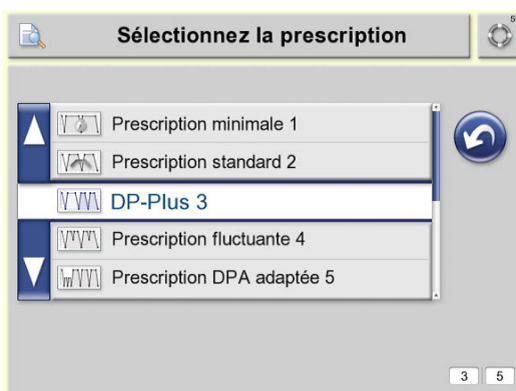 Sélectionnez la prescription
Prescription minimale 1
Prescription standard 2
DP-Plus 3
Prescription fluctuante 4
Prescription DPA adaptée 5
3 5